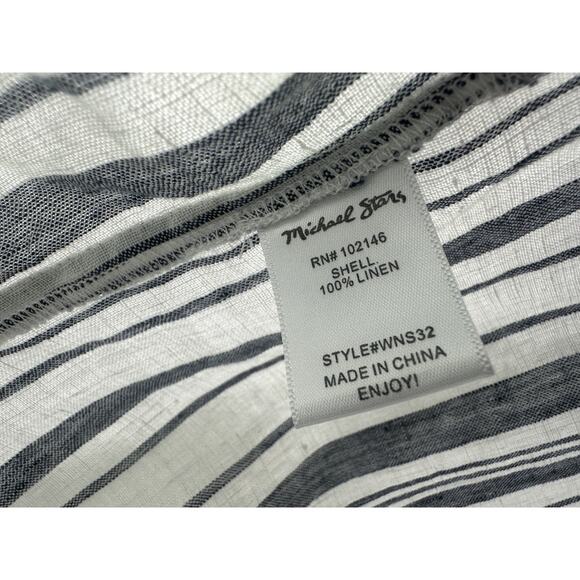 Michael Stars
RN# 102146
SHELL
100% LINEN
STYLE#WNS32
MADE IN CHINA
ENJOY!